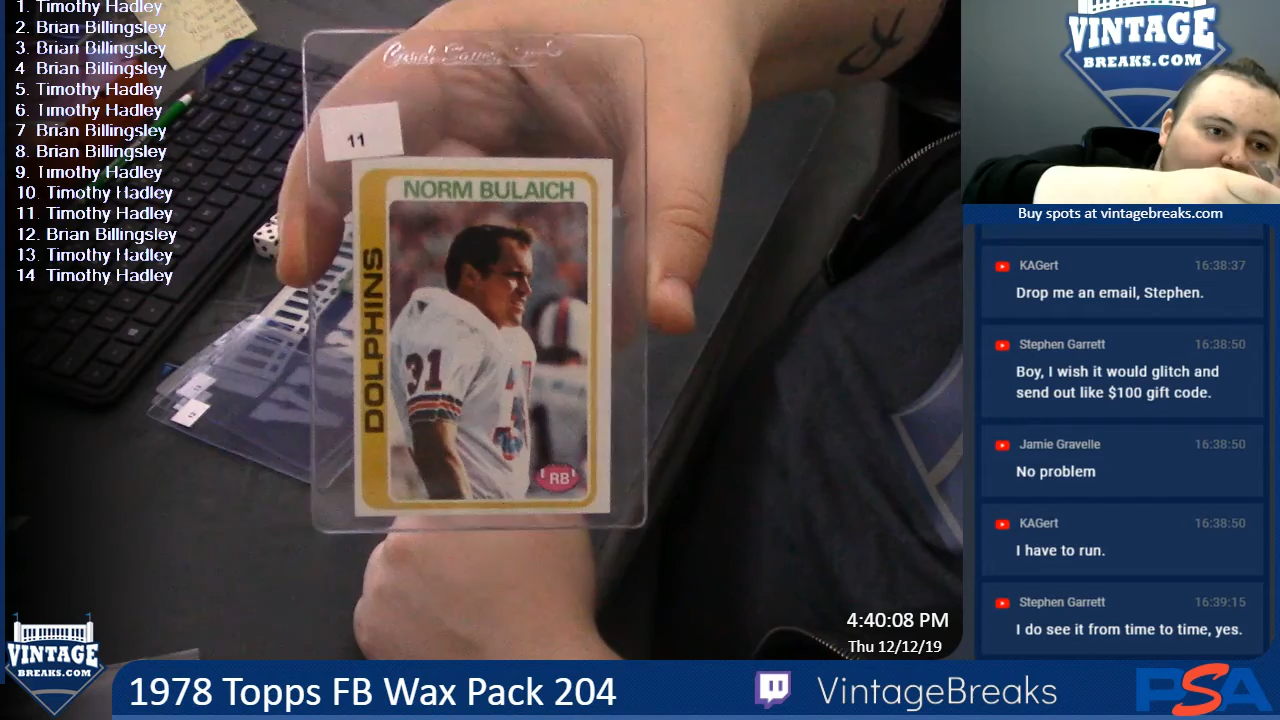 1. Timothy Hadley
2. Brian Billingsley
3. Brian Billingsley
4 Brian Billingsley
5. Timothy Hadley
6. Timothy Hadley
7 Brian Billingsley
8. Brian Billingsley
9. Timothy Hadley
10. Timothy Hadley
11. Timothy Hadley
12. Brian Billingsley
13. Timothy Hadley
14 Timothy Hadley
11
NORM BULAICH
DOLPHINS
31
RB
VINTAGE
BREAKS.COM
Buy spots at vintagebreaks.com
KAGert 16:38:37
Drop me an email, Stephen.
Stephen Garrett 16:38:50
Boy, I wish it would glitch and
send out like $100 gift code.
Jamie Gravelle 16:38:50
No problem
KAGert 16:38:50
I have to run.
Stephen Garrett 16:39:15
I do see it from time to time, yes.
4:40:08 PM
Thu 12/12/19
VINTAGE
BREAKS.COM
1978 Topps FB Wax Pack 204
VintageBreaks
PSA